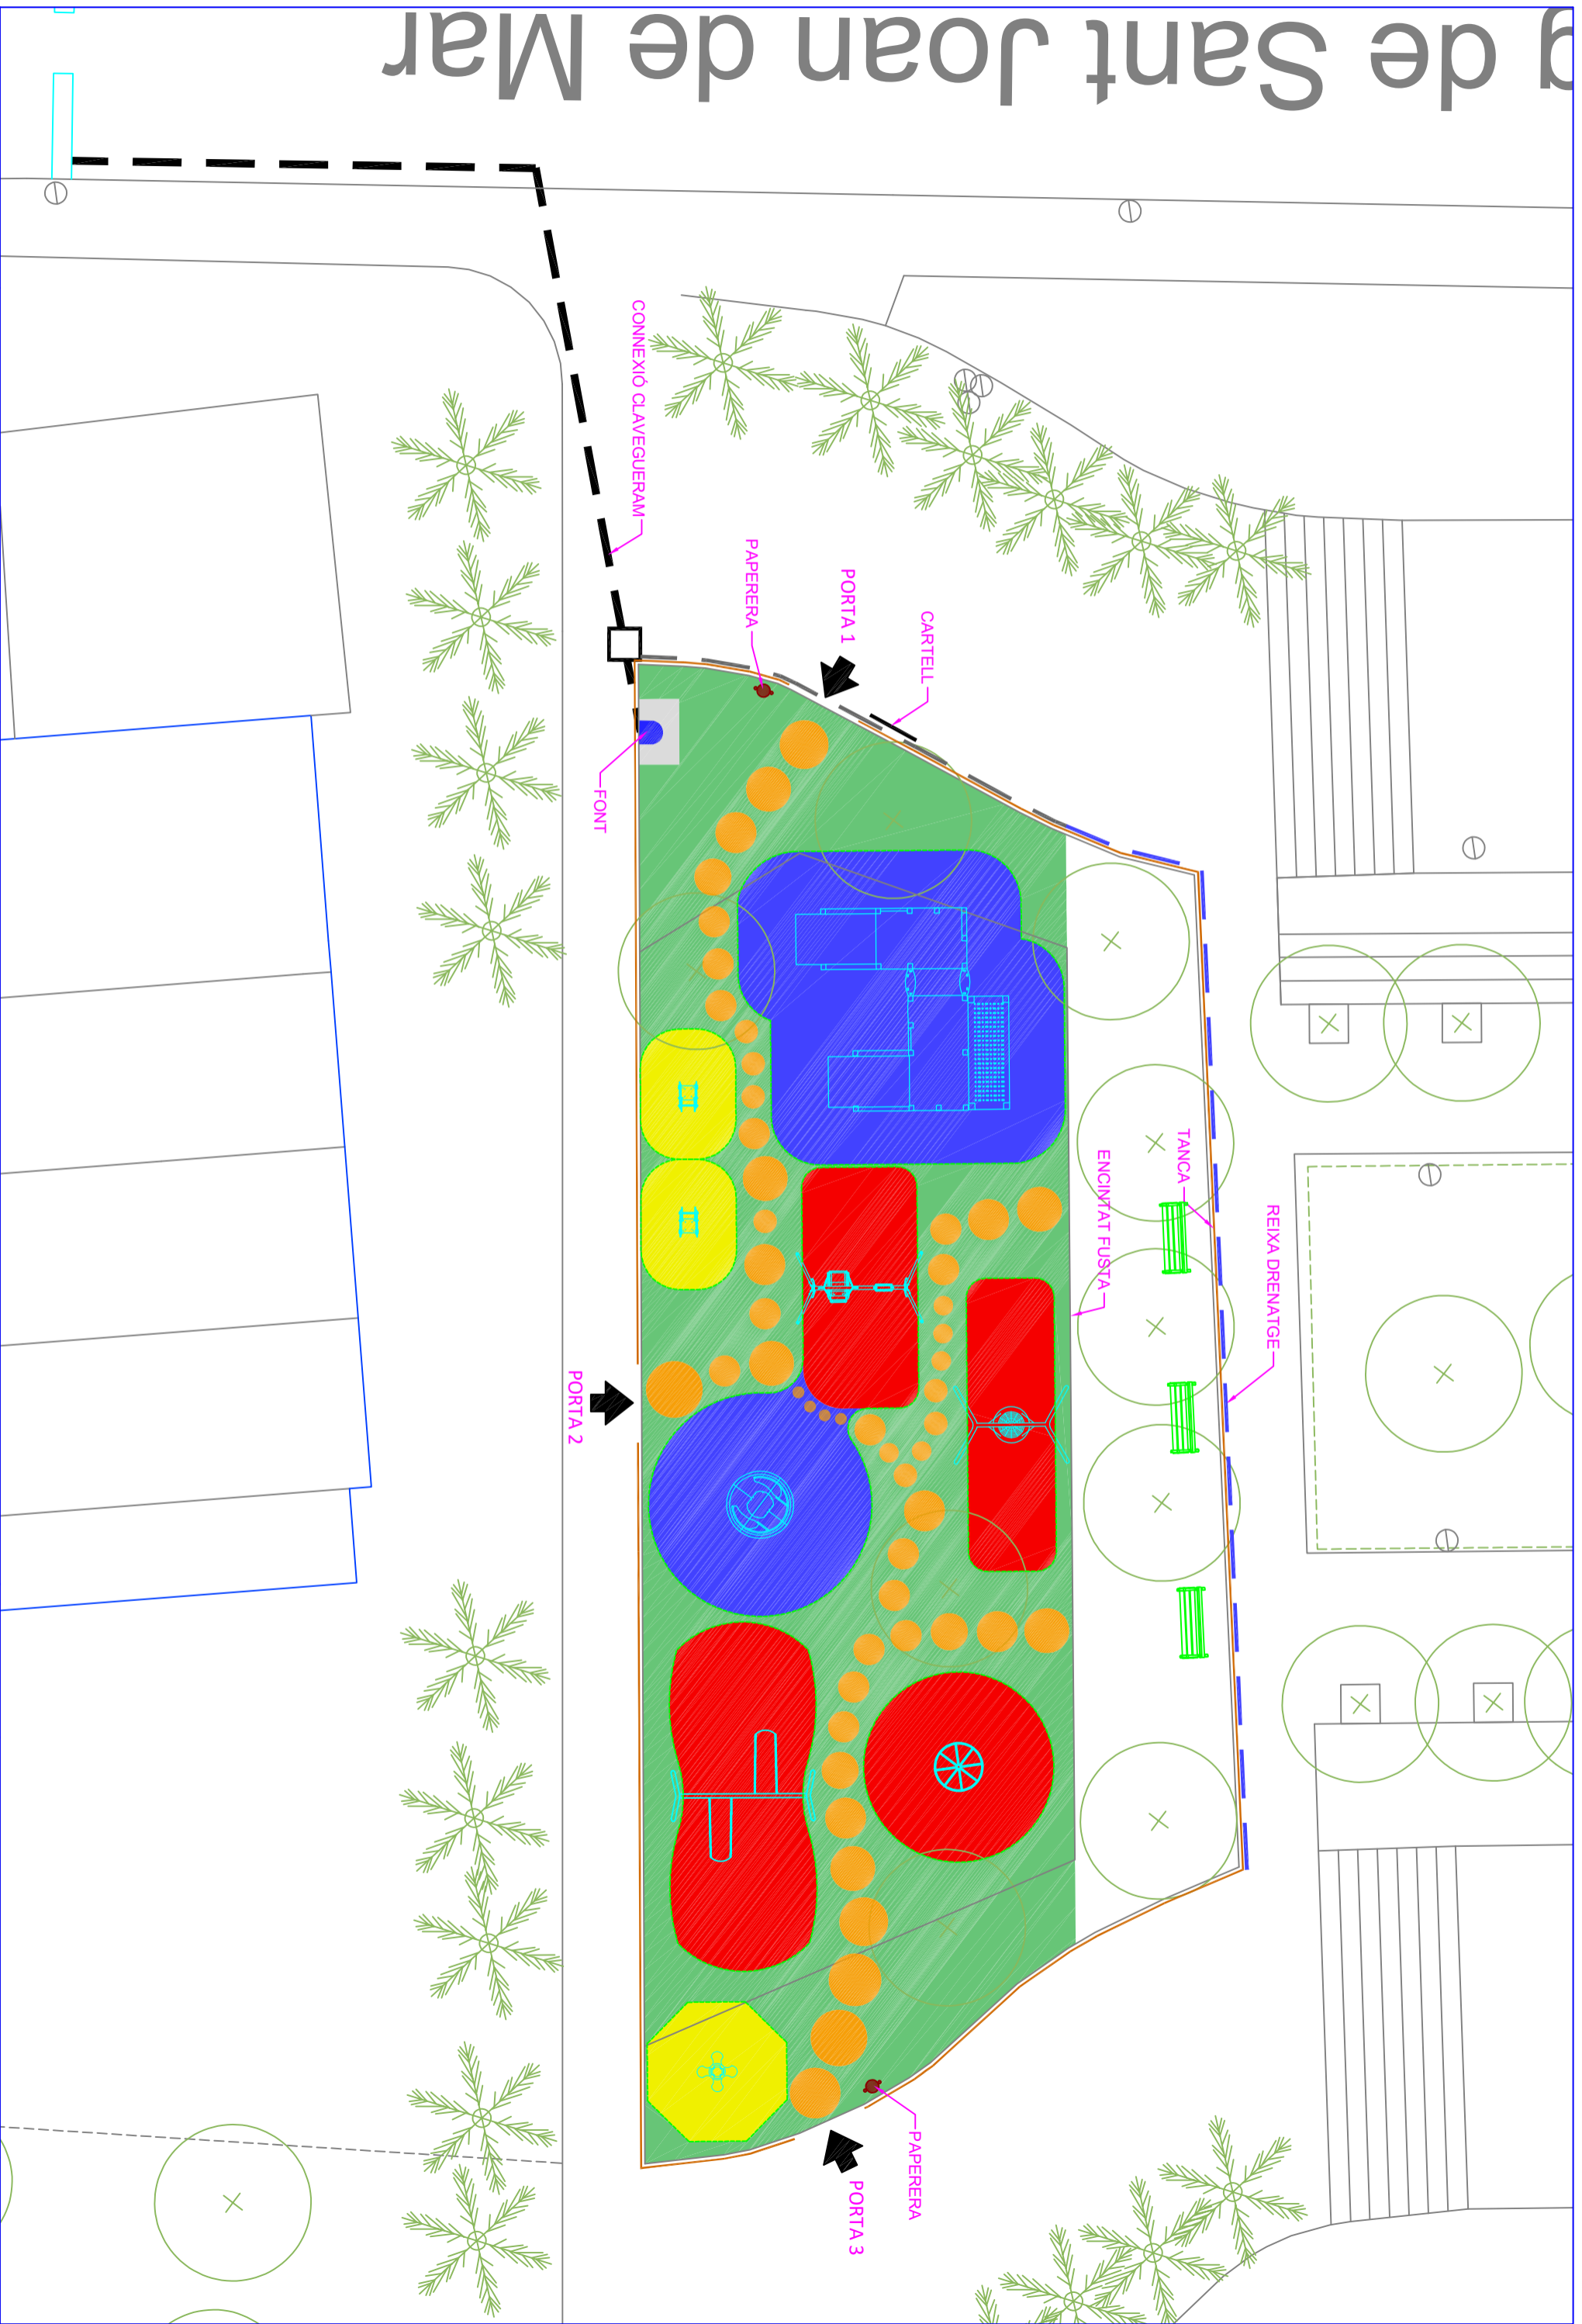 g de Sant Joan de Mar
CONNEXIÓ CLAVEGUERAM
PAPERERA
PORTA 1
CARTELL
FONT
TANCA
ENCINTAT FUSTA
REIXA DRENATGE
PORTA 2
PAPERERA
PORTA 3